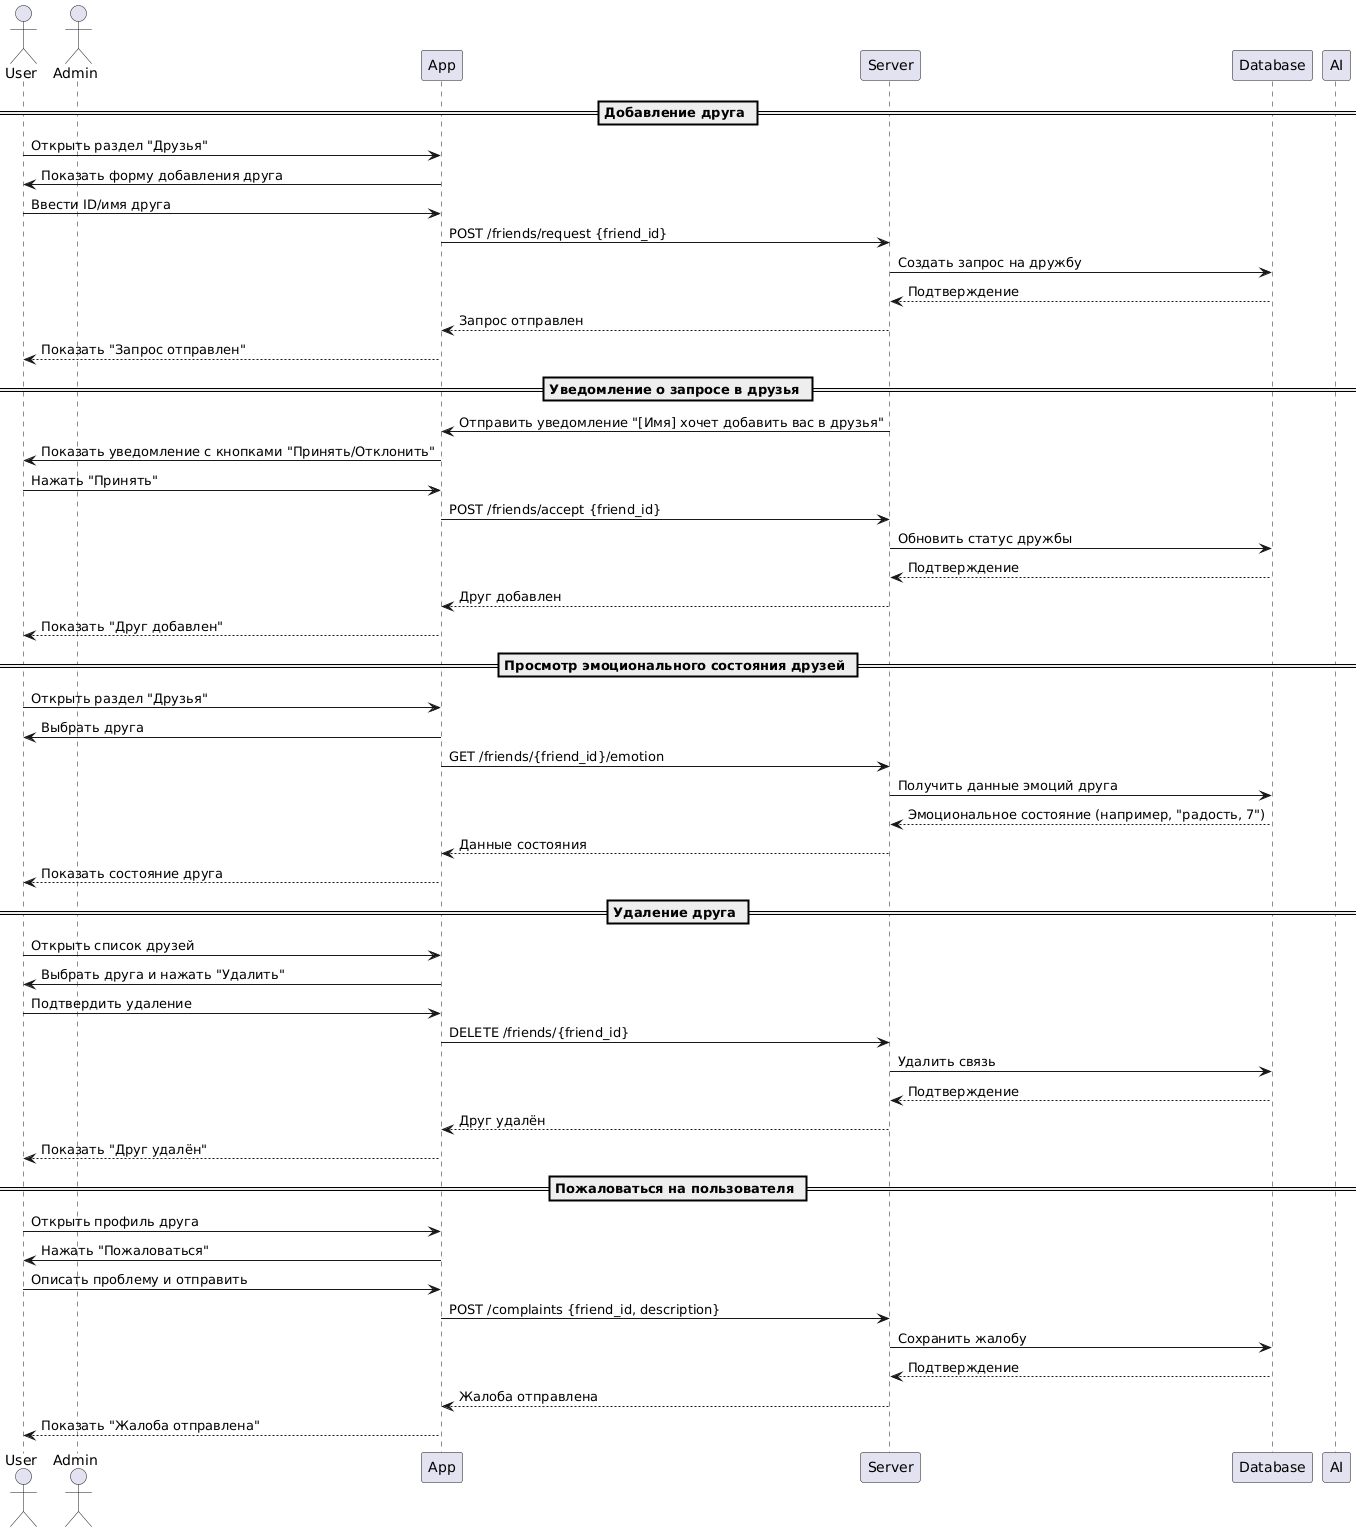 User Admin App Server Database AI
Добавление друга
Открыть раздел "Друзья"
Показать форму добавления друга
Ввести ID/имя друга
POST /friends/request {friend_id}
Создать запрос на дружбу
Подтверждение
Запрос отправлен
Показать "Запрос отправлен"
Уведомление о запросе в друзья
Отправить уведомление "[Имя] хочет добавить вас в друзья"
Показать уведомление с кнопками "Принять/Отклонить"
Нажать "Принять"
POST /friends/accept {friend_id}
Обновить статус дружбы
Подтверждение
Друг добавлен
Показать "Друг добавлен"
Просмотр эмоционального состояния друзей
Открыть раздел "Друзья"
Выбрать друга
GET /friends/{friend_id}/emotion
Получить данные эмоций друга
Эмоциональное состояние (например, "радость, 7")
Данные состояния
Показать состояние друга
Удаление друга
Открыть список друзей
Выбрать друга и нажать "Удалить"
Подтвердить удаление
DELETE /friends/{friend_id}
Удалить связь
Подтверждение
Друг удалён
Показать "Друг удалён"
Пожаловаться на пользователя
Открыть профиль друга
Нажать "Пожаловаться"
Описать проблему и отправить
POST /complaints {friend_id, description}
Сохранить жалобу
Подтверждение
Жалоба отправлена
Показать "Жалоба отправлена"
User Admin App Server Database AI